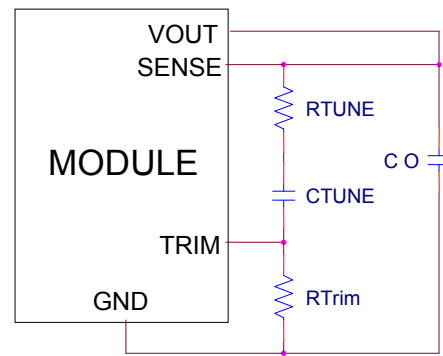 VOUT
SENSE
RTUNE
MODULE
C O
CTUNE
TRIM
GND
RTrim